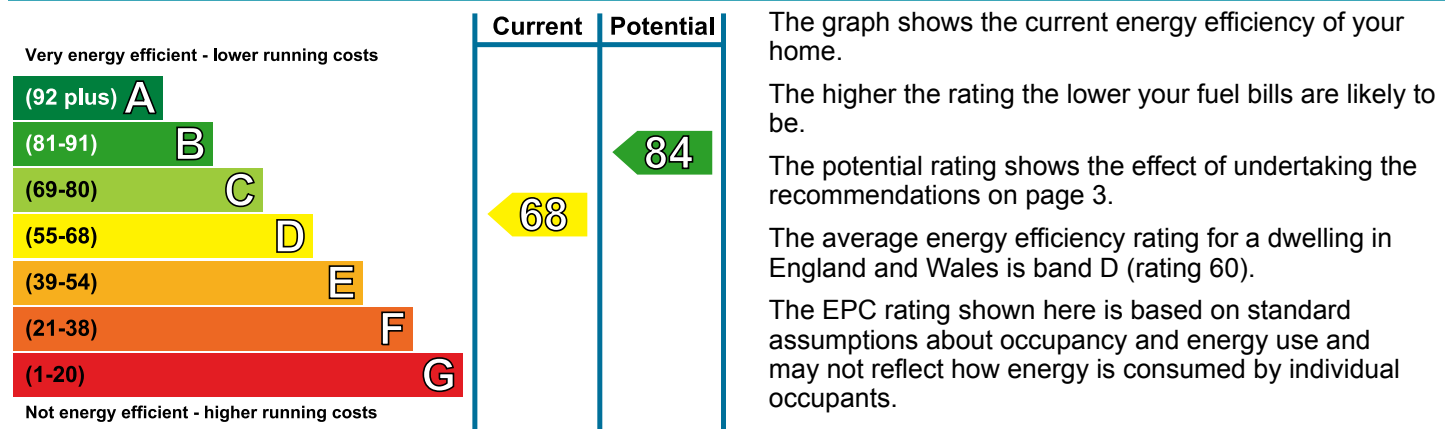 Current Potential
Very energy efficient - lower running costs
(92 plus) A
(81-91) B
84
(69-80) C
68
(55-68) D
(39-54) E
(21-38) F
(1-20) G
Not energy efficient - higher running costs
The graph shows the current energy efficiency of your
home.
The higher the rating the lower your fuel bills are likely to
be.
The potential rating shows the effect of undertaking the
recommendations on page 3.
The average energy efficiency rating for a dwelling in
England and Wales is band D (rating 60).
The EPC rating shown here is based on standard
assumptions about occupancy and energy use and
may not reflect how energy is consumed by individual
occupants.